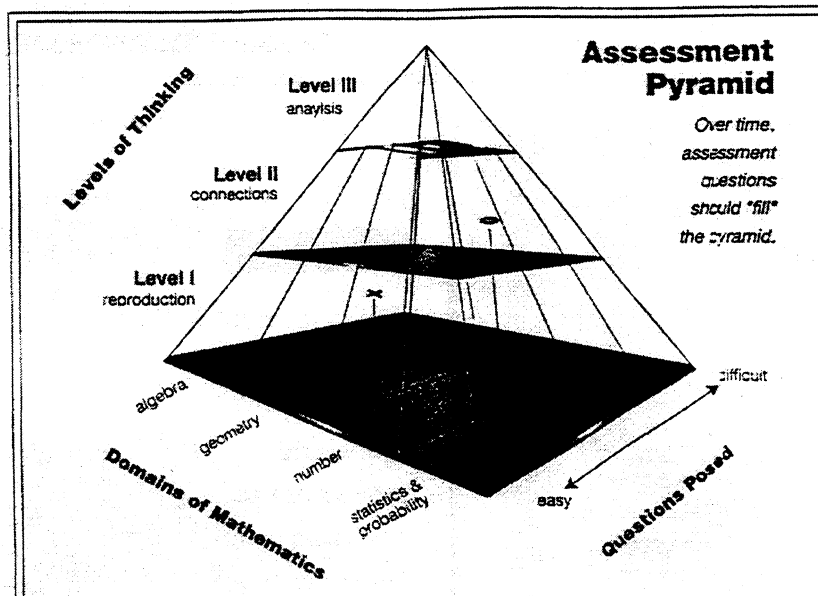 Assessment
Pyramid
Over time,
assessment
questions
should "fill"
the pyramid.
Levels of Thinking
Level III
anaylsis
Level II
connections
Level I
reproduction
algebra
geometry
number
statistics &
probability
Domains of Mathematics
easy
difficult
Questions Posed